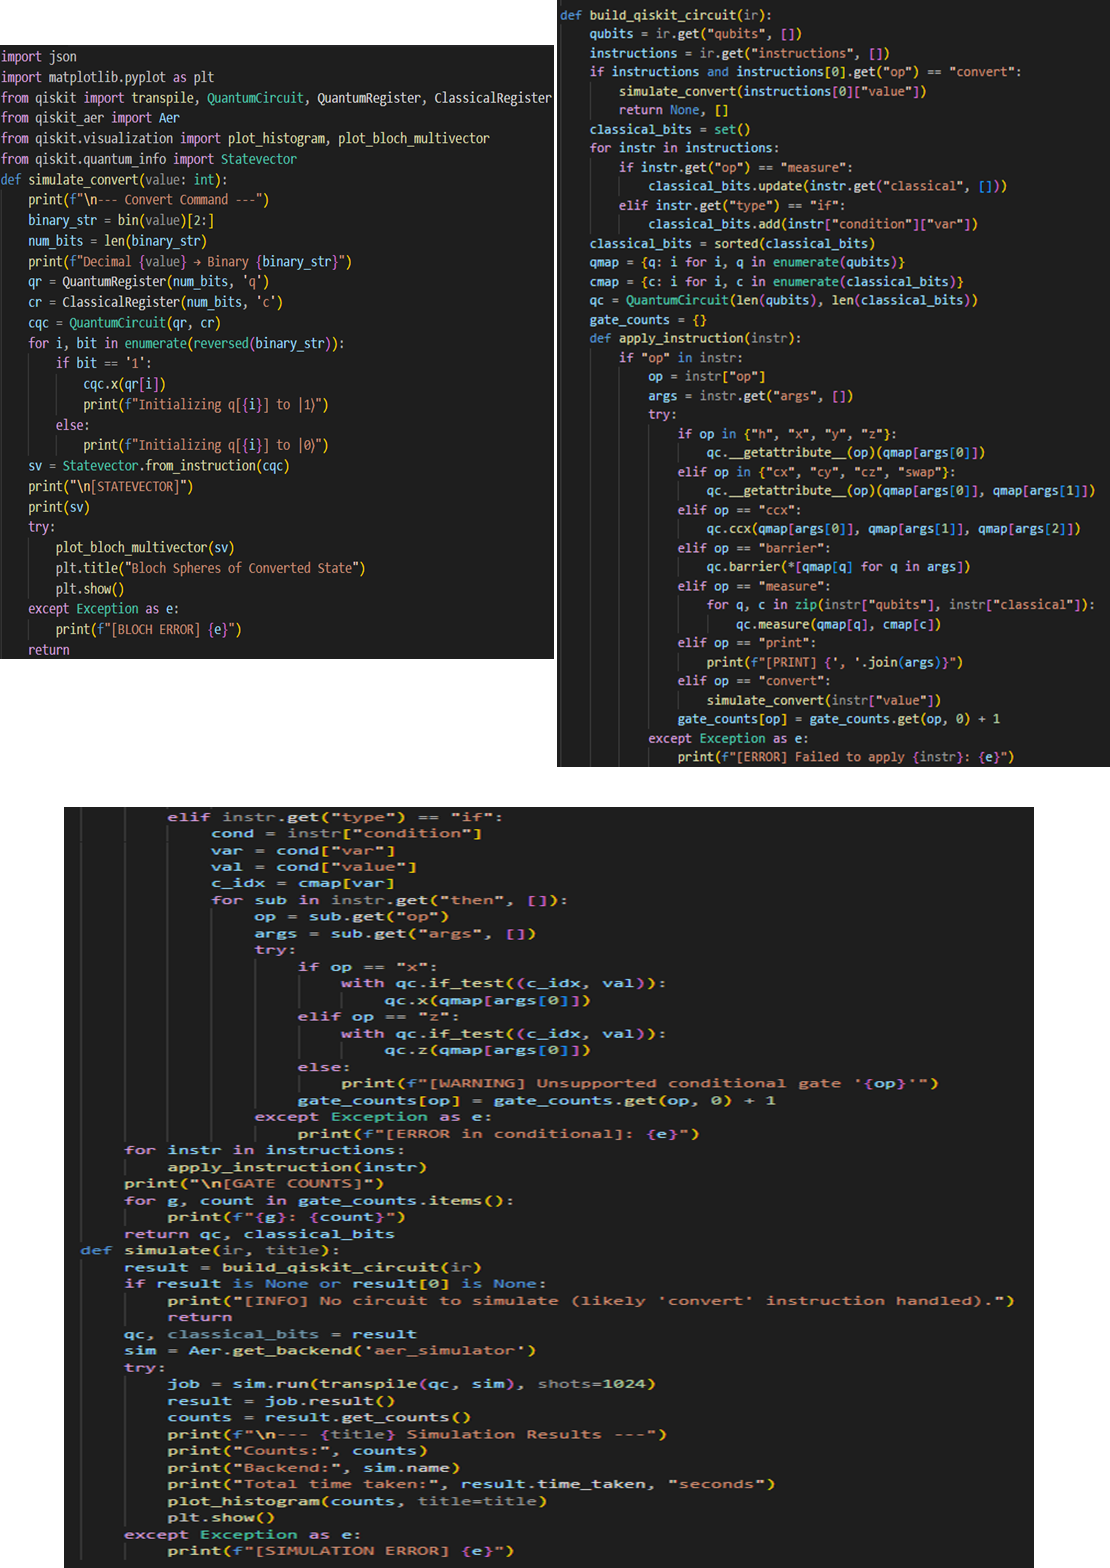 import json
import matplotlib.pyplot as plt
from qiskit import transpile, QuantumCircuit, QuantumRegister, ClassicalRegister
from qiskit_aer import Aer
from qiskit.visualization import plot_histogram, plot_bloch_multivector
from qiskit.quantum_info import Statevector
def simulate_convert(value: int):
    print(f"\n--- Convert Command ---")
    binary_str = bin(value)[2:]
    num_bits = len(binary_str)
    print(f"Decimal {value} → Binary {binary_str}")
    qr = QuantumRegister(num_bits, 'q')
    cr = ClassicalRegister(num_bits, 'c')
    cqc = QuantumCircuit(qr, cr)
    for i, bit in enumerate(reversed(binary_str)):
        if bit == '1':
            cqc.x(qr[i])
            print(f"Initializing q[{i}] to |1⟩")
        else:
            print(f"Initializing q[{i}] to |0⟩")
    sv = Statevector.from_instruction(cqc)
    print("\n[STATEVECTOR]")
    print(sv)
    try:
        plot_bloch_multivector(sv)
        plt.title("Bloch Spheres of Converted State")
        plt.show()
    except Exception as e:
        print(f"[BLOCH ERROR] {e}")
    return
def build_qiskit_circuit(ir):
    qubits = ir.get("qubits", [])
    instructions = ir.get("instructions", [])
    if instructions and instructions[0].get("op") == "convert":
        simulate_convert(instructions[0]["value"])
        return None, []
    classical_bits = set()
    for instr in instructions:
        if instr.get("op") == "measure":
            classical_bits.update(instr.get("classical", []))
        elif instr.get("type") == "if":
            classical_bits.add(instr["condition"]["var"])
    classical_bits = sorted(classical_bits)
    qmap = {q: i for i, q in enumerate(qubits)}
    cmap = {c: i for i, c in enumerate(classical_bits)}
    qc = QuantumCircuit(len(qubits), len(classical_bits))
    gate_counts = {}
    def apply_instruction(instr):
        if "op" in instr:
            op = instr["op"]
            args = instr.get("args", [])
            try:
                if op in {"h", "x", "y", "z"}:
                    qc.__getattribute__(op)(qmap[args[0]])
                elif op in {"cx", "cy", "cz", "swap"}:
                    qc.__getattribute__(op)(qmap[args[0]], qmap[args[1]])
                elif op == "ccx":
                    qc.ccx(qmap[args[0]], qmap[args[1]], qmap[args[2]])
                elif op == "barrier":
                    qc.barrier(*[qmap[q] for q in args])
                elif op == "measure":
                    for q, c in zip(instr["qubits"], instr["classical"]):
                        qc.measure(qmap[q], cmap[c])
                elif op == "print":
                    print(f"[PRINT] {', '.join(args)}")
                elif op == "convert":
                    simulate_convert(instr["value"])
                gate_counts[op] = gate_counts.get(op, 0) + 1
            except Exception as e:
                print(f"[ERROR] Failed to apply {instr}: {e}")
        elif instr.get("type") == "if":
            cond = instr["condition"]
            var = cond["var"]
            val = cond["value"]
            c_idx = cmap[var]
            for sub in instr.get("then", []):
                op = sub.get("op")
                args = sub.get("args", [])
                try:
                    if op == "x":
                        with qc.if_test((c_idx, val)):
                            qc.x(qmap[args[0]])
                    elif op == "z":
                        with qc.if_test((c_idx, val)):
                            qc.z(qmap[args[0]])
                    else:
                        print(f"[WARNING] Unsupported conditional gate '{op}'")
                    gate_counts[op] = gate_counts.get(op, 0) + 1
                except Exception as e:
                    print(f"[ERROR in conditional]: {e}")
    for instr in instructions:
        apply_instruction(instr)
    print("\n[GATE COUNTS]")
    for g, count in gate_counts.items():
        print(f"{g}: {count}")
    return qc, classical_bits
def simulate(ir, title):
    result = build_qiskit_circuit(ir)
    if result is None or result[0] is None:
        print("[INFO] No circuit to simulate (likely 'convert' instruction handled).")
        return
    qc, classical_bits = result
    sim = Aer.get_backend('aer_simulator')
    try:
        job = sim.run(transpile(qc, sim), shots=1024)
        result = job.result()
        counts = result.get_counts()
        print(f"\n--- {title} Simulation Results ---")
        print("Counts:", counts)
        print("Backend:", sim.name)
        print("Total time taken:", result.time_taken, "seconds")
        plot_histogram(counts, title=title)
        plt.show()
    except Exception as e:
        print(f"[SIMULATION ERROR] {e}")